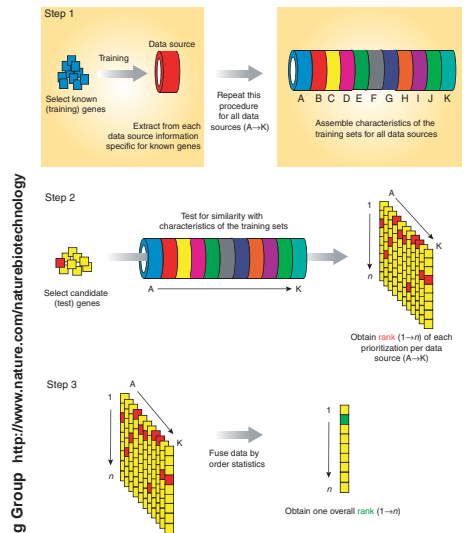 Step 1
Data source
Training
Select known
(training) genes
Extract from each
data source information
specific for known genes
Repeat this
procedure
for all data
sources (A→K)
A B C D E F G H I J K
Assemble characteristics of the
training sets for all data sources
Step 2
Test for similarity with
characteristics of the training sets
Select candidate
(test) genes
A K
A
1
K
n
Obtain rank (1→n) of each
prioritization per data
source (A→K)
Step 3
A
1
K
n
Fuse data by
order statistics
1
n
Obtain one overall rank (1→n)
g Group http://www.nature.com/naturebiotechnology